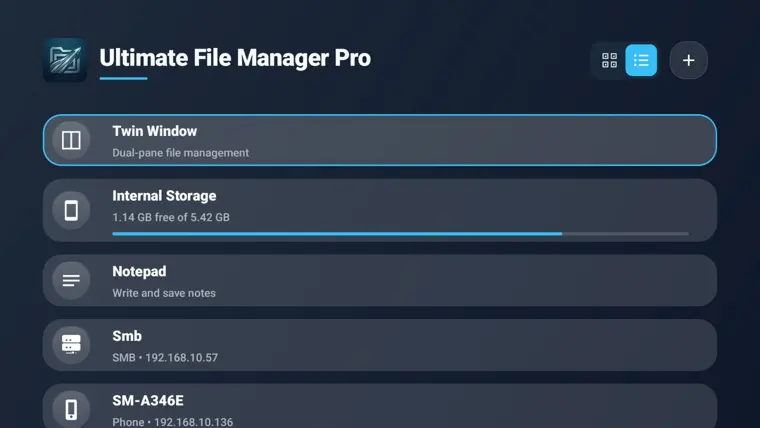 Ultimate File Manager Pro
Twin Window
Dual-pane file management
Internal Storage
1.14 GB free of 5.42 GB
Notepad
Write and save notes
Smb
SMB • 192.168.10.57
SM-A346E
Phone • 192.168.10.136